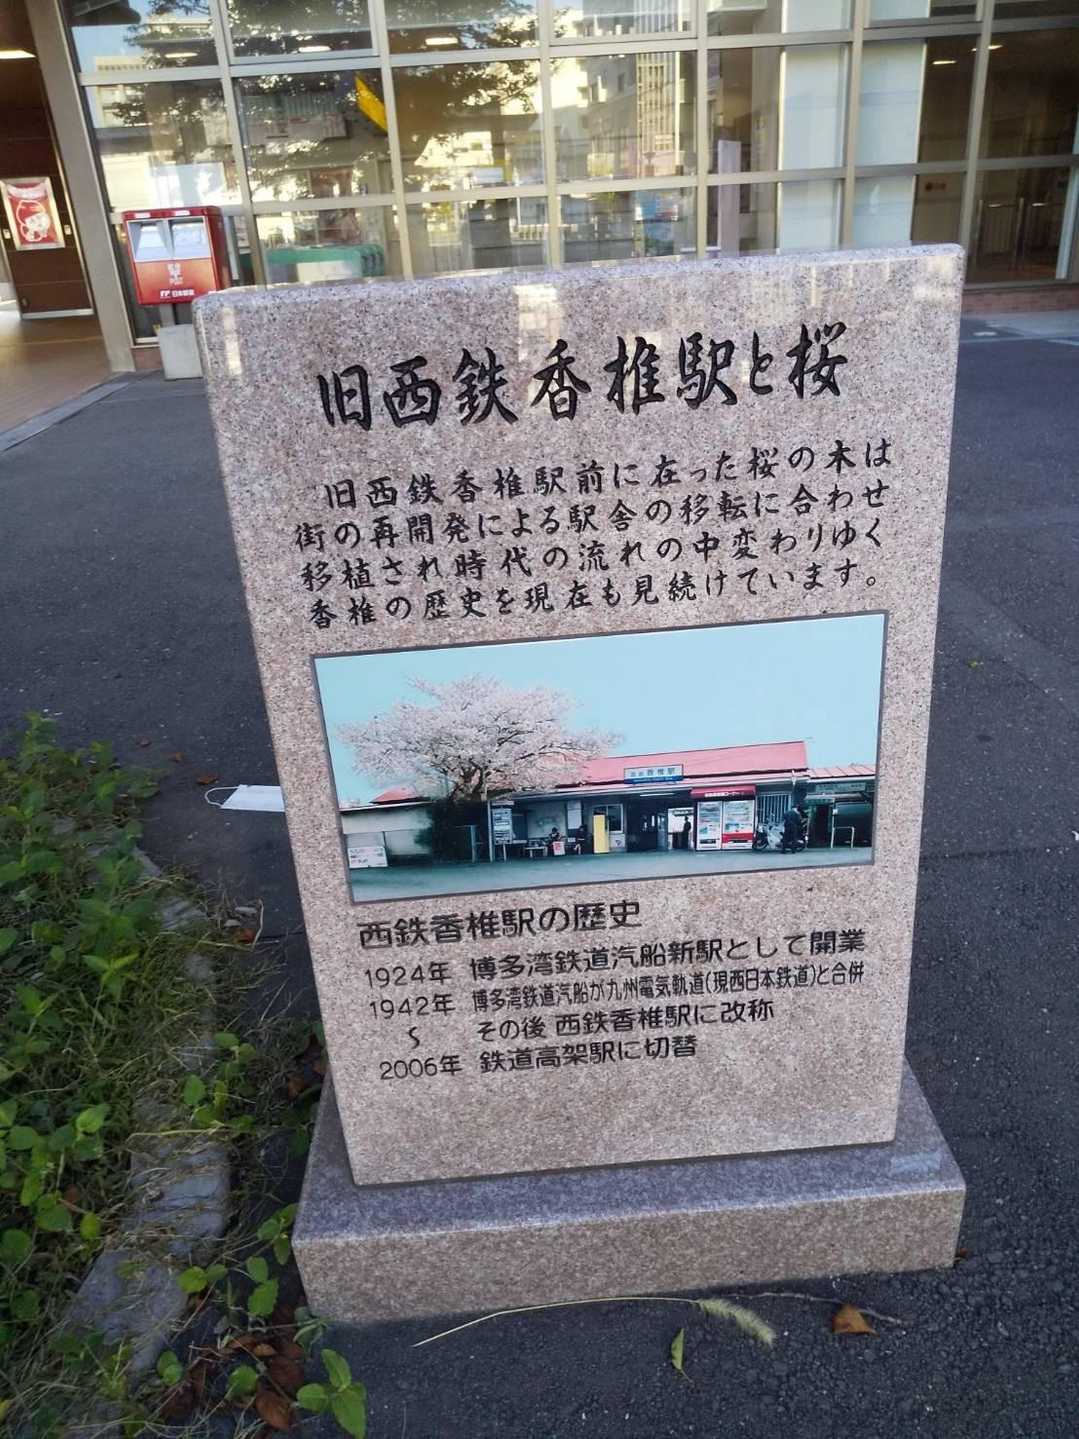 旧西鉄香椎駅と桜
旧西鉄香椎駅前に在った桜の木は
街の再開発による駅舎の移転に合わせ
移植され時代の流れの中変わりゆく
香椎の歴史を現在も見続けています。
西鉄香椎駅の歴史
1924年 博多湾鉄道汽船新駅として開業
1942年 博多湾鉄道汽船が九州電気軌道(現西日本鉄道)と合併
〜 その後 西鉄香椎駅に改称
2006年 鉄道高架駅に切替